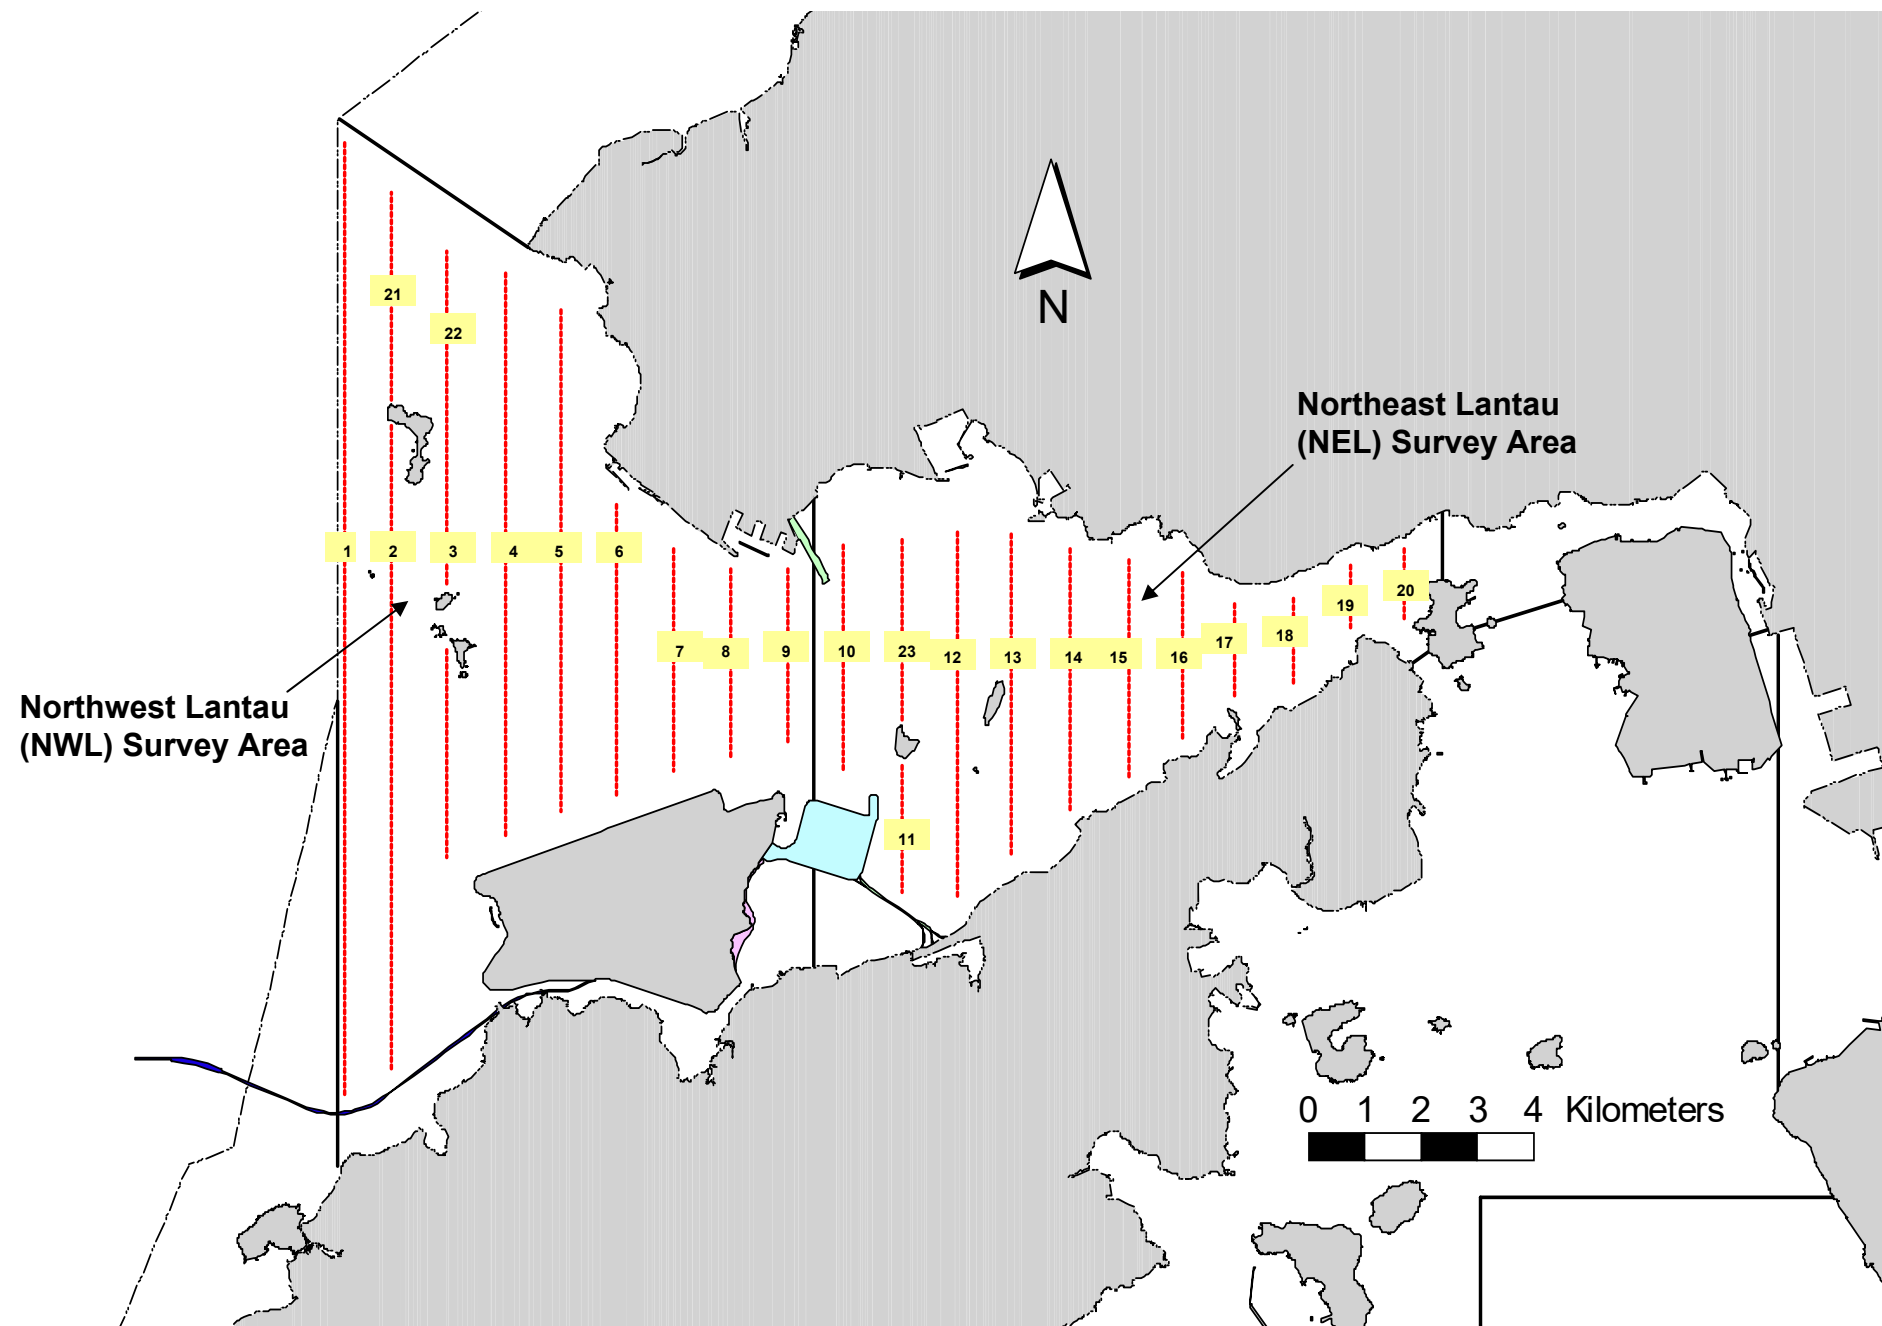 21
22
N
Northeast Lantau
(NEL) Survey Area
1 2 3 4 5 6
20
19
7 8 9 10 23 12 13 14 15 16 17 18
Northwest Lantau
(NWL) Survey Area
11
0 1 2 3 4 Kilometers